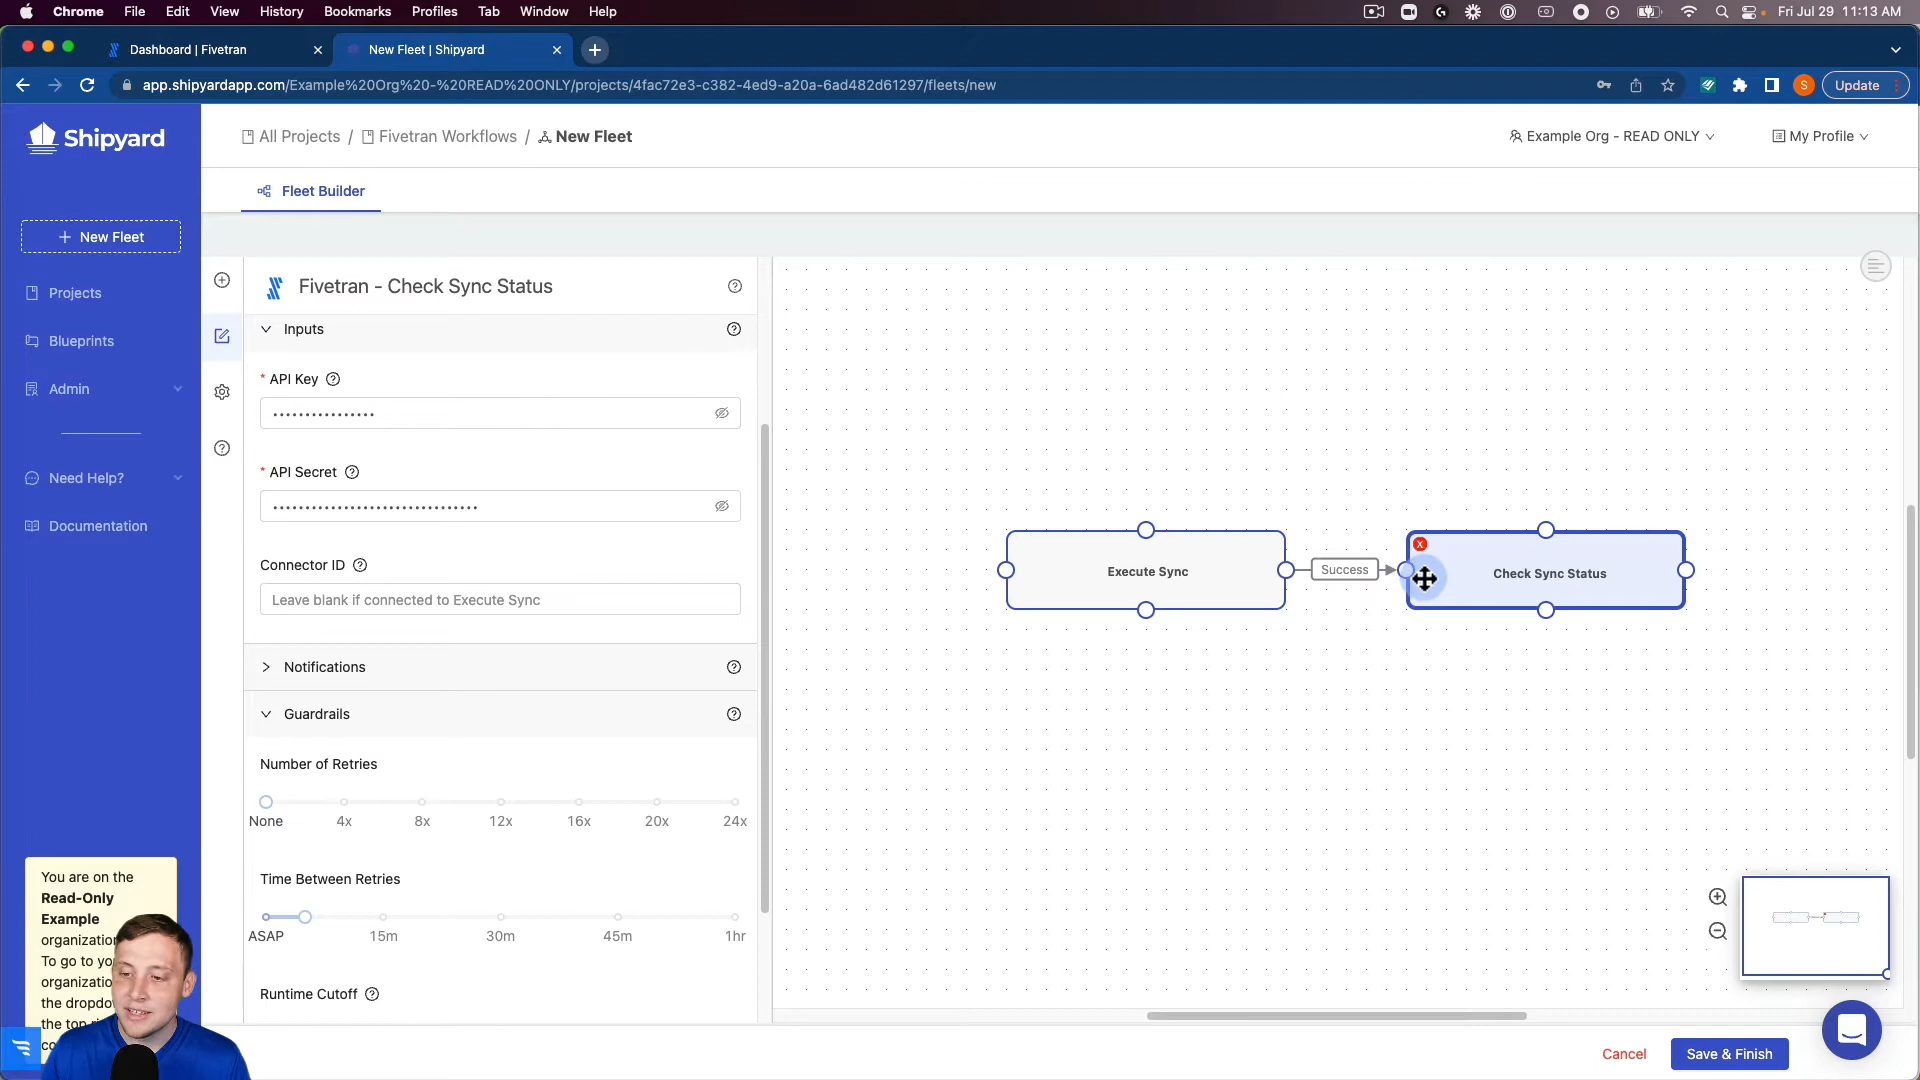 Chrome File Edit View History Bookmarks Profiles Tab Window Help Fri Jul 29 11:13 AM
Dashboard | Fivetran New Fleet | Shipyard
app.shipyardapp.com/Example%20Org%20-%20READ%20ONLY/projects/4fac72e3-c382-4ed9-a20a-6ad482d61297/fleets/new S Update
Shipyard
All Projects / Fivetran Workflows / New Fleet Example Org - READ ONLY My Profile
Fleet Builder
+ New Fleet
Projects
Blueprints
Admin
Need Help?
Documentation
You are on the
Read-Only
Example
To go to
the
the top
Fivetran - Check Sync Status
Inputs
* API Key
* API Secret
Connector ID
Leave blank if connected to Execute Sync
Notifications
Guardrails
Number of Retries
None 4x 8x 12x 16x 20x 24x
Time Between Retries
ASAP 15m 30m 45m 1hr
Runtime Cutoff
Execute Sync Success X Check Sync Status
Cancel Save & Finish